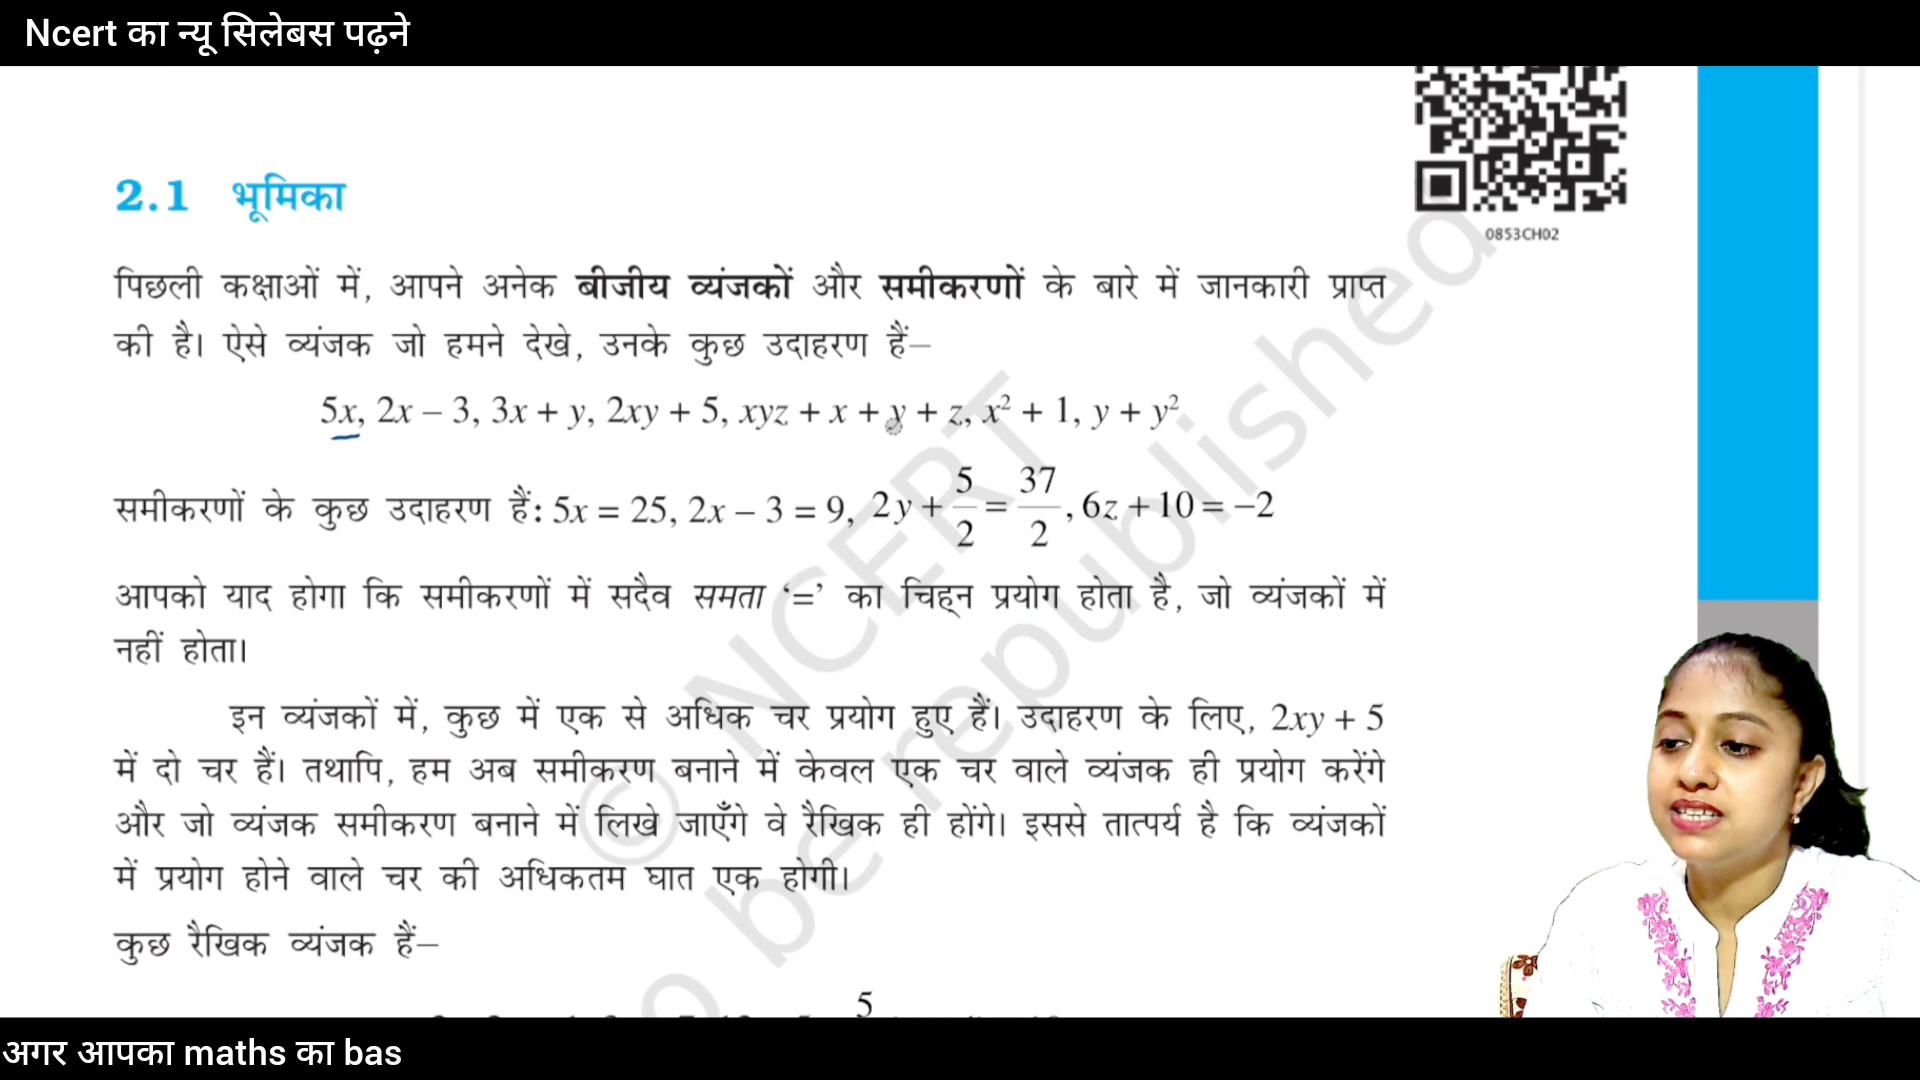 Ncert का न्यू सिलेबस पढ़ने
0853CH02
2.1 भूमिका
पिछली कक्षाओं में, आपने अनेक बीजीय व्यंजकों और समीकरणों के बारे में जानकारी प्राप्त
की है। ऐसे व्यंजक जो हमने देखे, उनके कुछ उदाहरण हैं–
5x, 2x – 3, 3x + y, 2xy + 5, xyz + x + y + z, x² + 1, y + y²
समीकरणों के कुछ उदाहरण हैं: 5x = 25, 2x – 3 = 9, 2y + 5/2 = 37/2, 6z + 10 = –2
आपको याद होगा कि समीकरणों में सदैव समता ‘=’ का चिह्न प्रयोग होता है, जो व्यंजकों में
नहीं होता।
इन व्यंजकों में, कुछ में एक से अधिक चर प्रयोग हुए हैं। उदाहरण के लिए, 2xy + 5
में दो चर हैं। तथापि, हम अब समीकरण बनाने में केवल एक चर वाले व्यंजक ही प्रयोग करेंगे
और जो व्यंजक समीकरण बनाने में लिखे जाएँगे वे रैखिक ही होंगे। इससे तात्पर्य है कि व्यंजकों
में प्रयोग होने वाले चर की अधिकतम घात एक होगी।
कुछ रैखिक व्यंजक हैं–
5
© NCERT
be republished
अगर आपका maths का bas